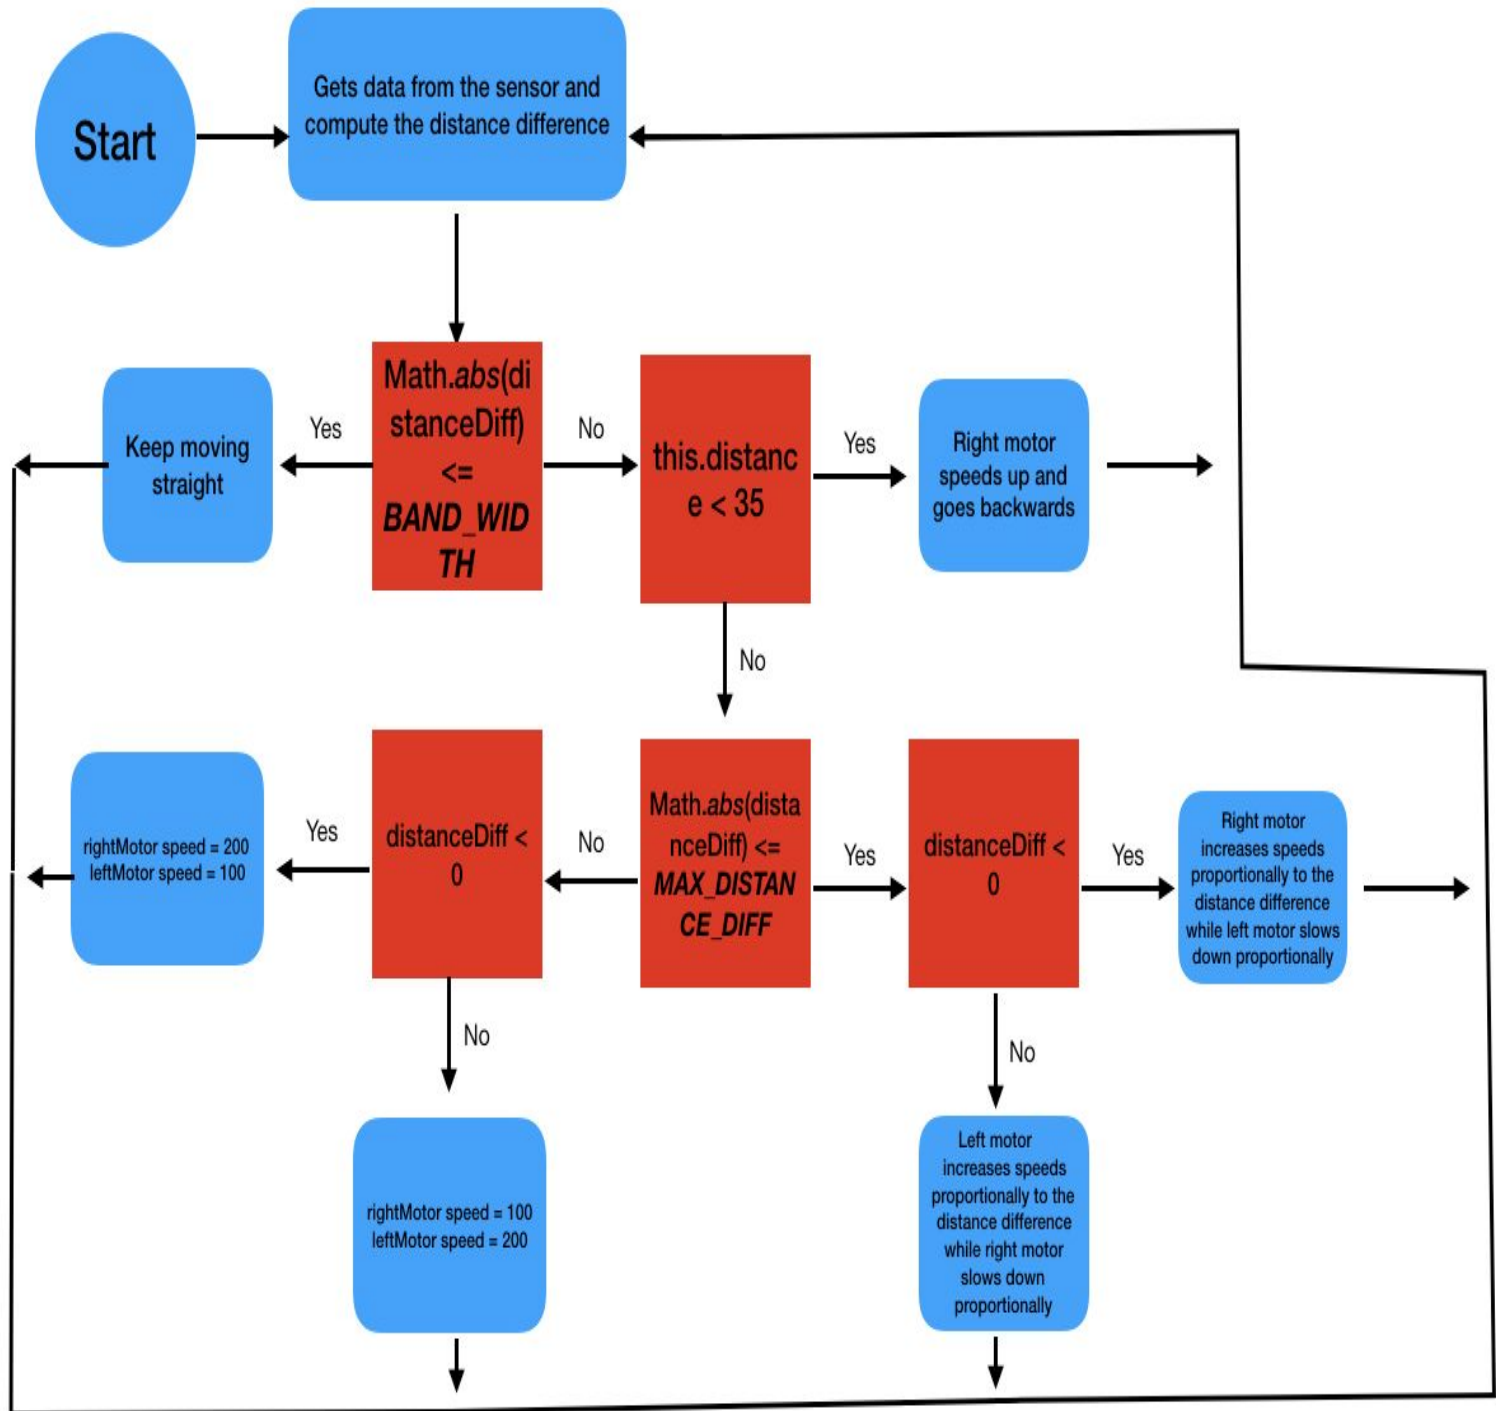 Start
Gets data from the sensor and
compute the distance difference
Keep moving
straight
Yes
Math.abs(di
stanceDiff)
<=
BAND_WID
TH
No
this.distanc
e < 35
Yes
Right motor
speeds up and
goes backwards
No
rightMotor speed = 200
leftMotor speed = 100
Yes
distanceDiff <
0
No
Math.abs(dista
nceDiff) <=
MAX_DISTAN
CE_DIFF
Yes
distanceDiff <
0
Yes
Right motor
increases speeds
proportionally to the
distance difference
while left motor slows
down proportionally
No
No
rightMotor speed = 100
leftMotor speed = 200
Left motor
increases speeds
proportionally to the
distance difference
while right motor
slows down
proportionally